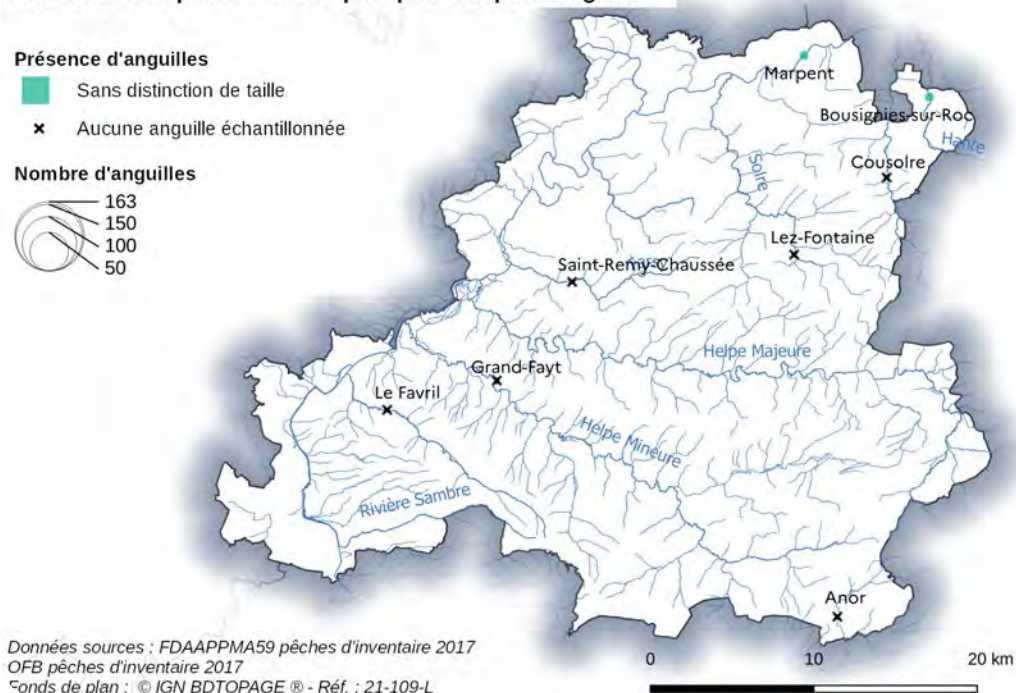 Présence d'anguilles
Sans distinction de taille
Aucune anguille échantillonnée
Nombre d'anguilles
163
150
100
50
Marpent
Bousignies-sur-Roc
Hante
Solre
Cousolre
Lez-Fontaine
Saint-Remy-Chaussée
Helpe Majeure
Grand-Fayt
Le Favril
Helpe Mineure
Rivière Sambre
Anor
Données sources : FDAAPPMA59 pêches d'inventaire 2017
OFB pêches d'inventaire 2017
Fonds de plan : © IGN BDTOPAGE ® - Réf. : 21-109-L
0 10 20 km